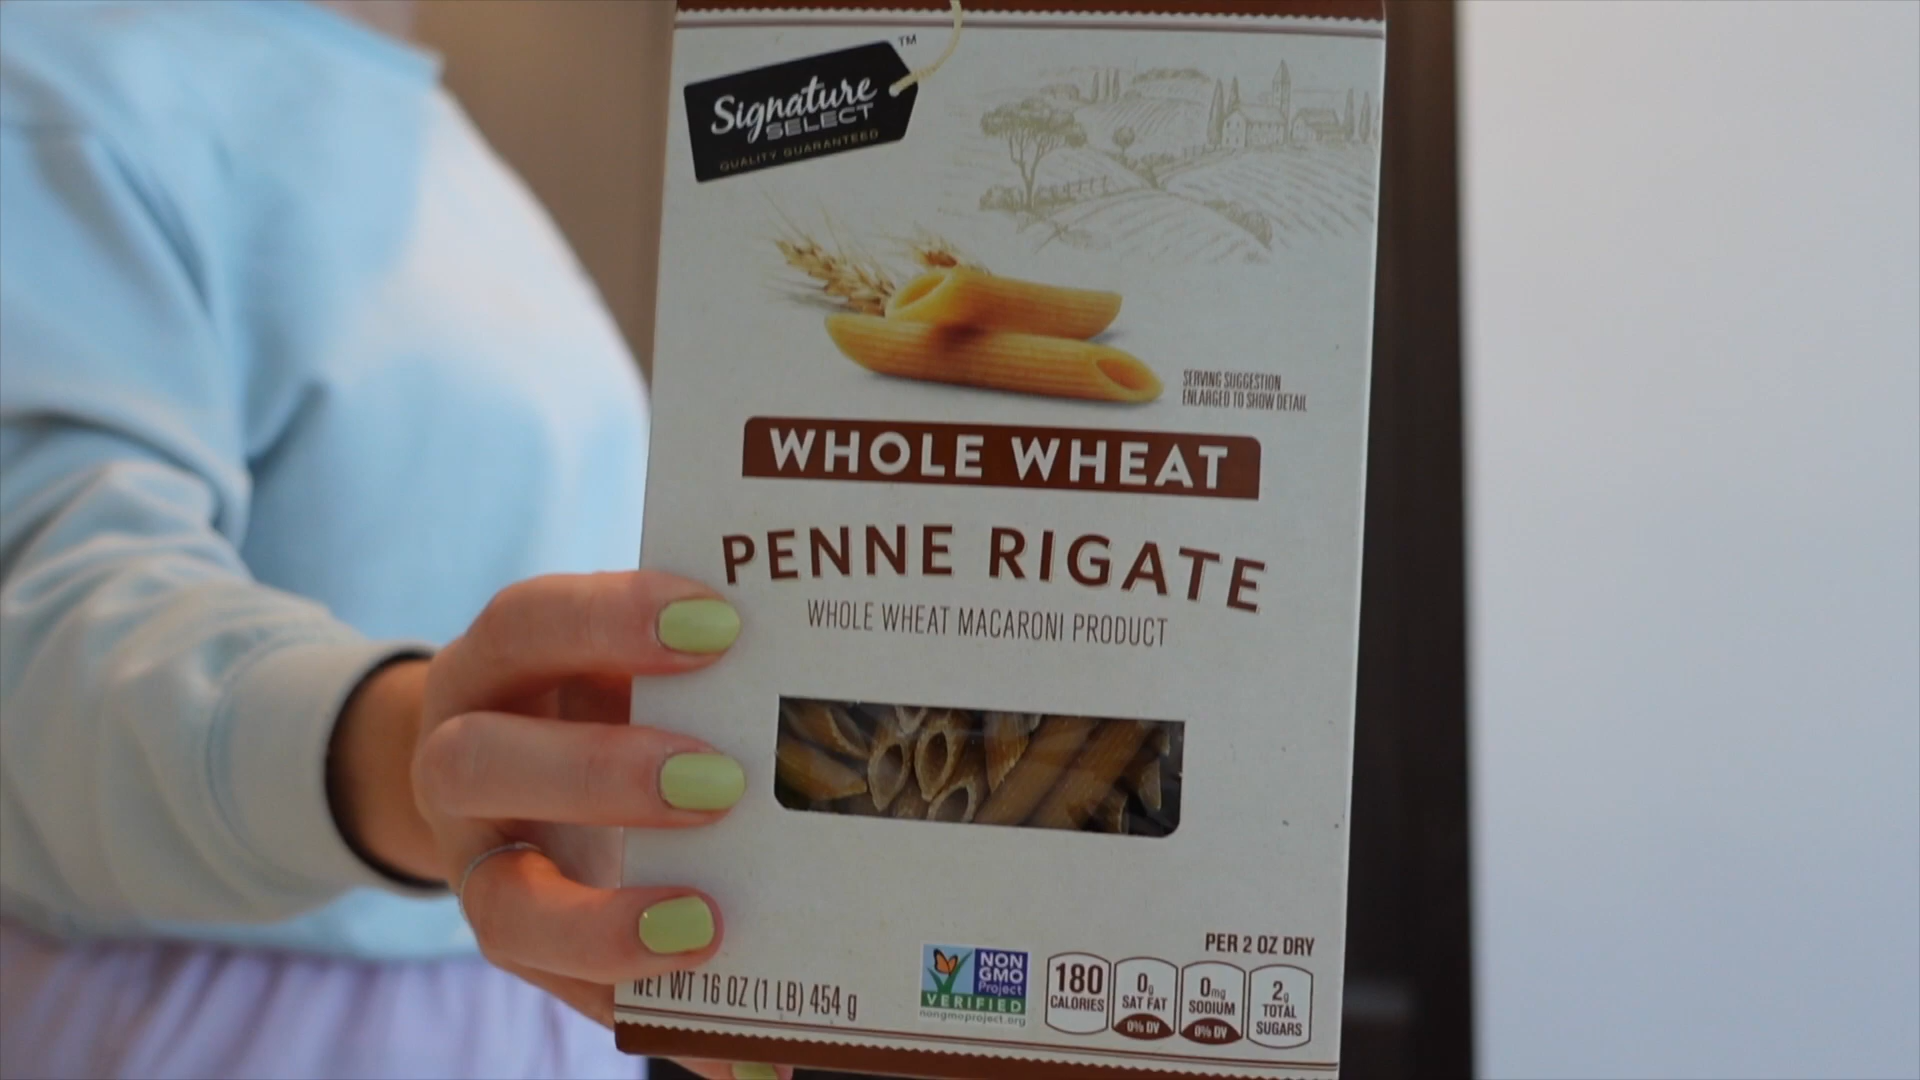 Signature
SELECT
™
QUALITY GUARANTEED
SERVING SUGGESTION
ENLARGED TO SHOW DETAIL
WHOLE WHEAT
PENNE RIGATE
WHOLE WHEAT MACARONI PRODUCT
PER 2 OZ DRY
NET WT 16 OZ (1 LB) 454 g
NON
GMO
Project
VERIFIED
nongmoproject.org
180
CALORIES
0g
SAT FAT
0% DV
0mg
SODIUM
0% DV
2g
TOTAL
SUGARS